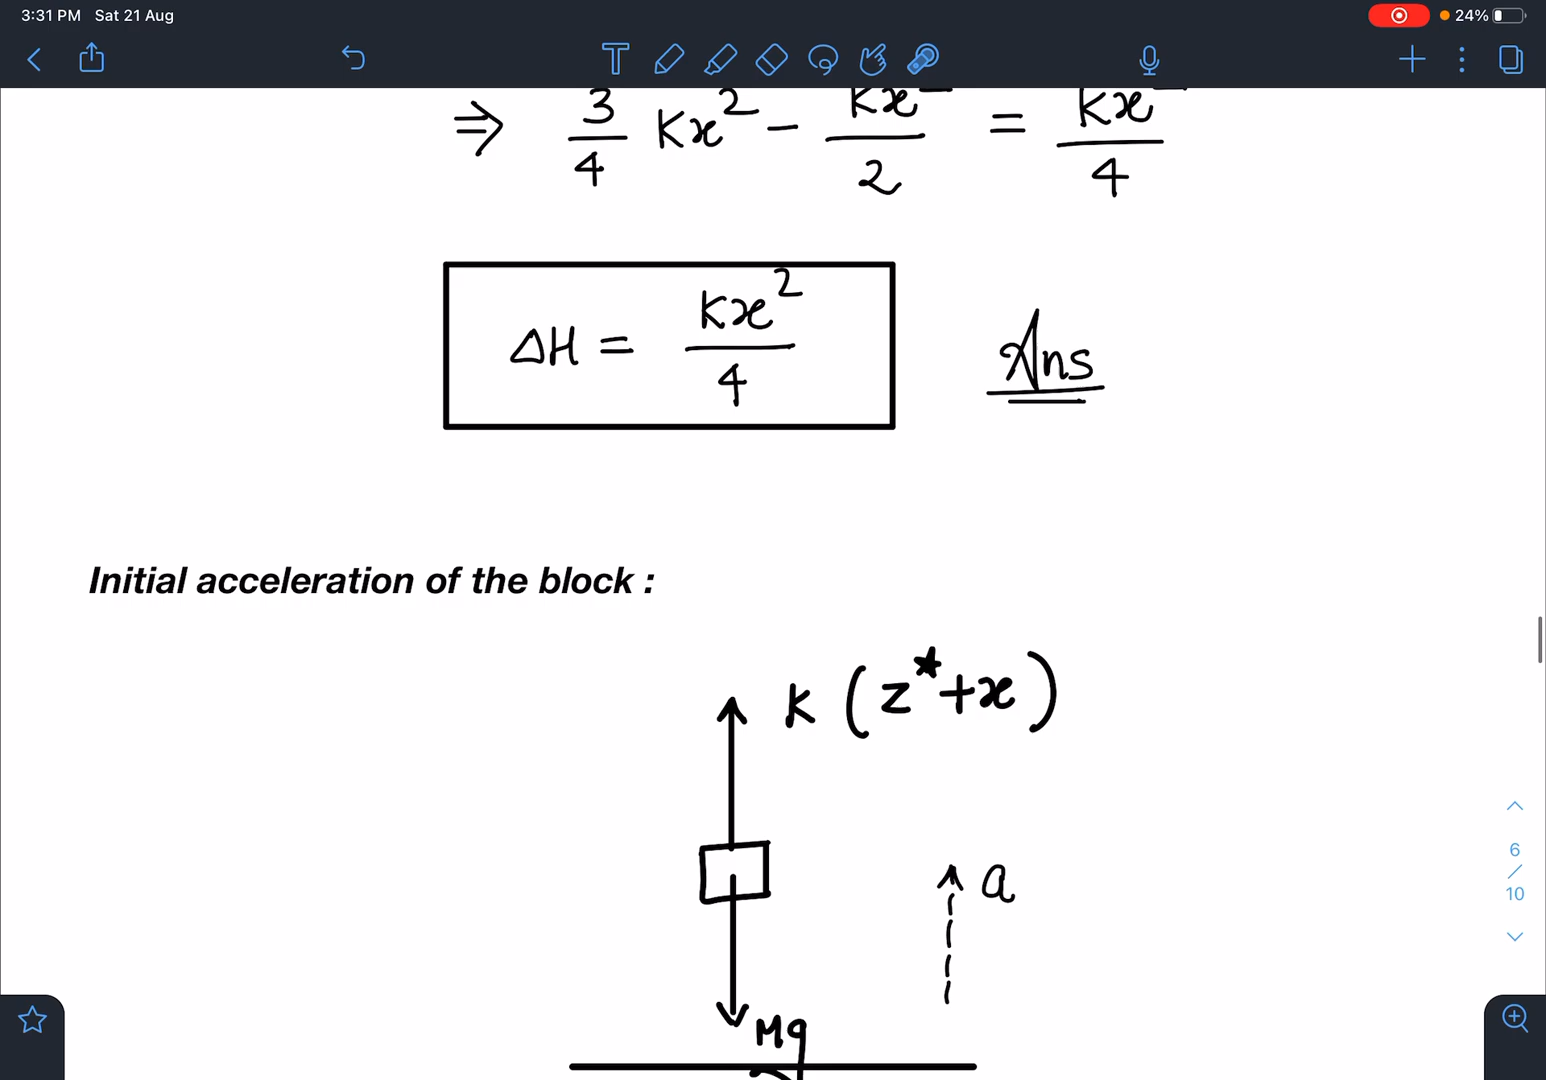 3:31 PM Sat 21 Aug
24%
T
⇒ 3/4 Kx² − Kx²/2 = Kx²/4
ΔH = Kx²/4
Ans
Initial acceleration of the block :
K (z*+x)
a
Mg
6
/
10